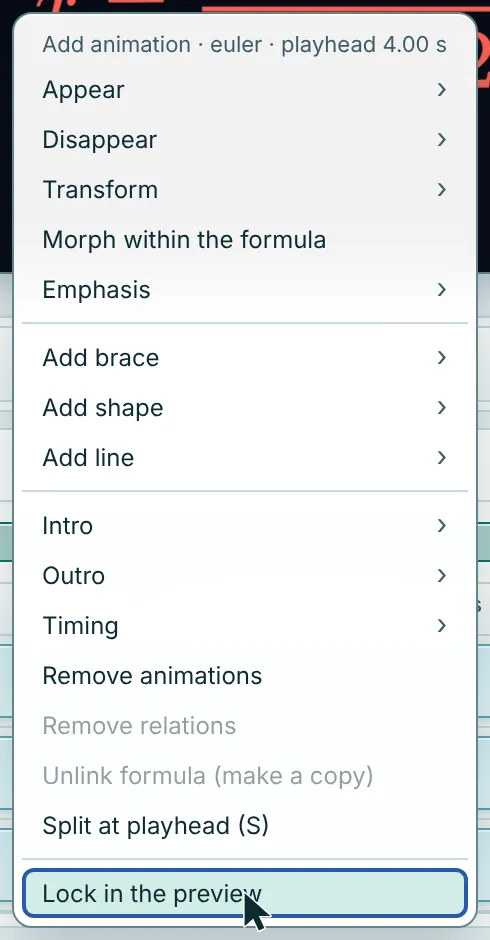 Add animation · euler · playhead 4.00 s
Appear
Disappear
Transform
Morph within the formula
Emphasis
Add brace
Add shape
Add line
Intro
Outro
Timing
Remove animations
Remove relations
Unlink formula (make a copy)
Split at playhead (S)
Lock in the preview